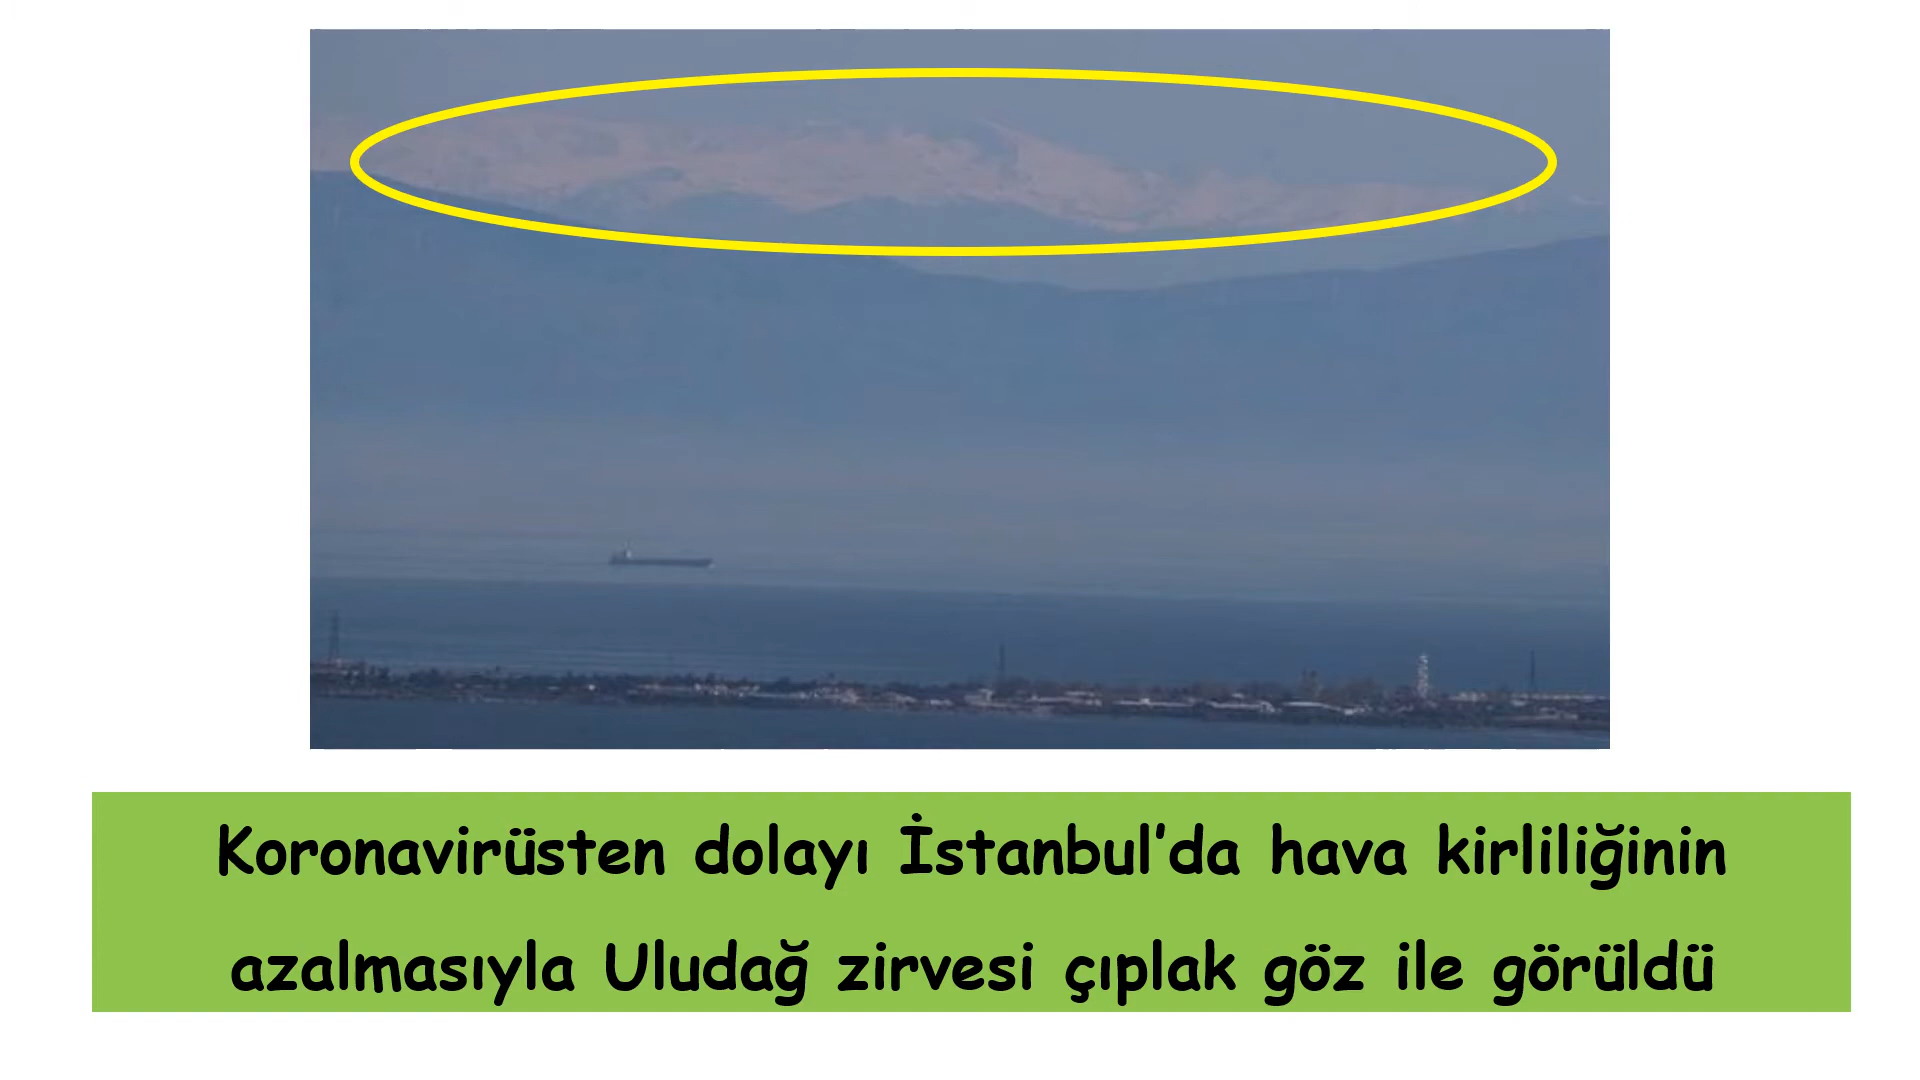 Koronavirüsten dolayı İstanbul’da hava kirliliğinin
azalmasıyla Uludağ zirvesi çıplak göz ile görüldü